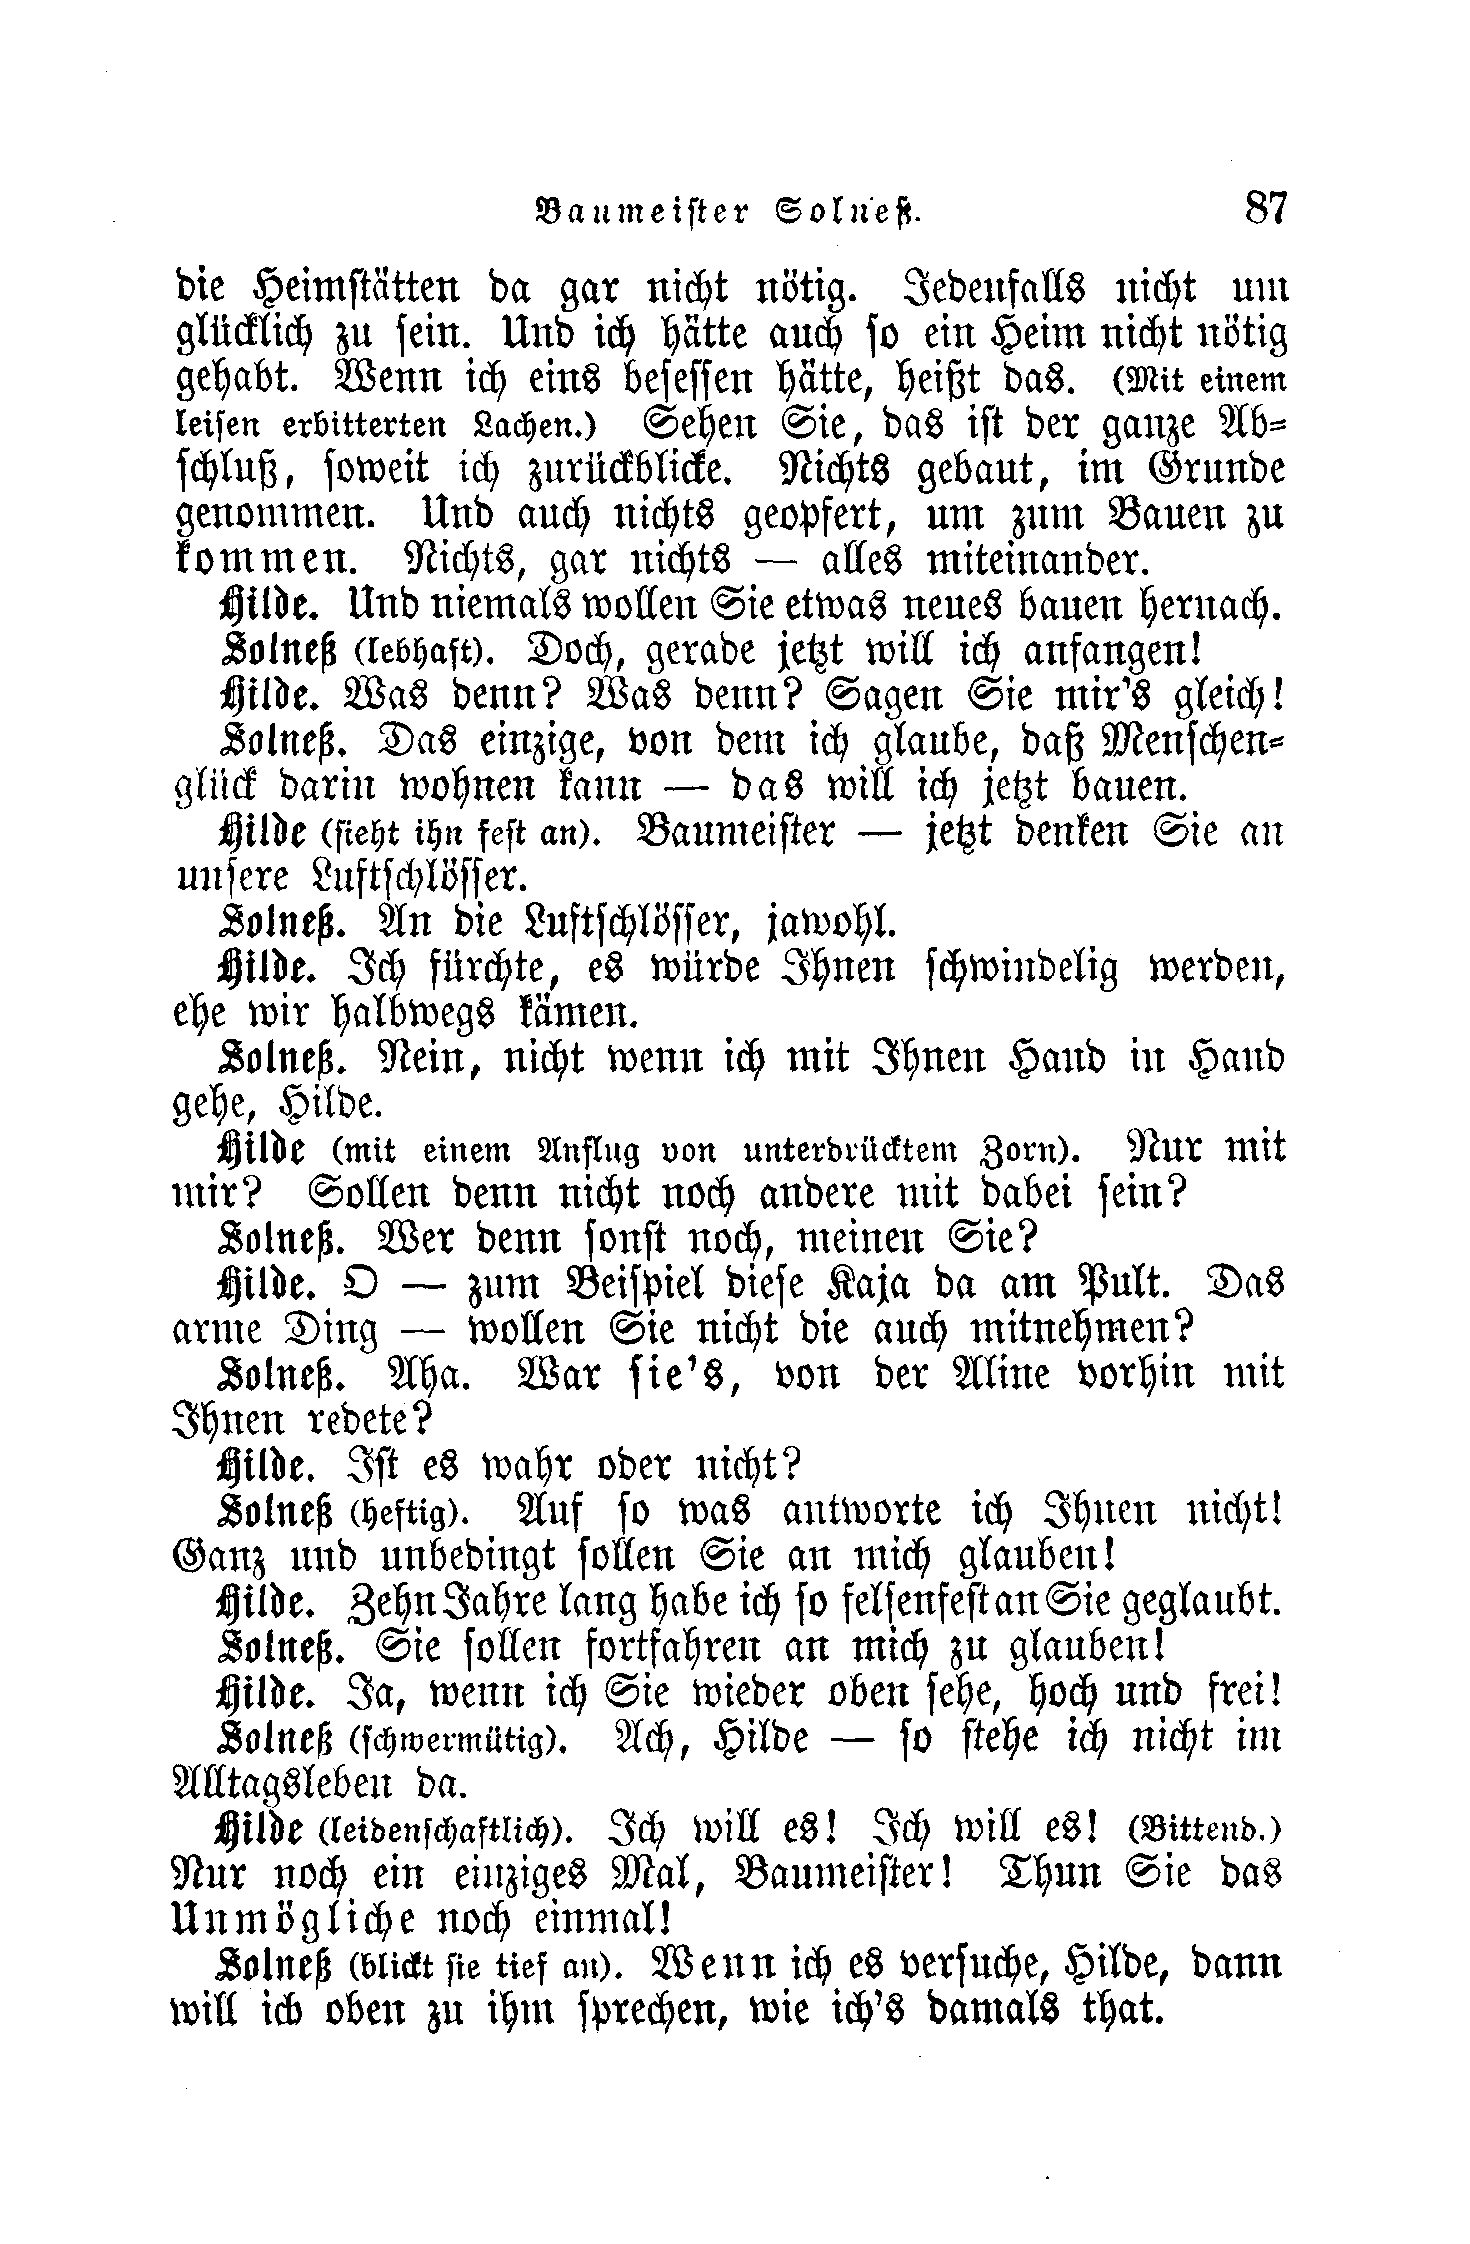 Baumeister Solneß. 87
die Heimstätten da gar nicht nötig. Jedenfalls nicht um
glücklich zu sein. Und ich hätte auch so ein Heim nicht nötig
gehabt. Wenn ich eins besessen hätte, heißt das. (Mit einem
leisen erbitterten Lachen.) Sehen Sie, das ist der ganze Ab-
schluß, soweit ich zurückblicke. Nichts gebaut, im Grunde
genommen. Und auch nichts geopfert, um zum Bauen zu
kommen. Nichts, gar nichts — alles miteinander.
Hilde. Und niemals wollen Sie etwas neues bauen hernach.
Solneß (lebhaft). Doch, gerade jetzt will ich anfangen!
Hilde. Was denn? Was denn? Sagen Sie mir's gleich!
Solneß. Das einzige, von dem ich glaube, daß Menschen-
glück darin wohnen kann — das will ich jetzt bauen.
Hilde (sieht ihn fest an). Baumeister — jetzt denken Sie an
unsere Luftschlösser.
Solneß. An die Luftschlösser, jawohl.
Hilde. Ich fürchte, es würde Ihnen schwindelig werden,
ehe wir halbwegs kämen.
Solneß. Nein, nicht wenn ich mit Ihnen Hand in Hand
gehe, Hilde.
Hilde (mit einem Anflug von unterdrücktem Zorn). Nur mit
mir? Sollen denn nicht noch andere mit dabei sein?
Solneß. Wer denn sonst noch, meinen Sie?
Hilde. O — zum Beispiel diese Kaja da am Pult. Das
arme Ding — wollen Sie nicht die auch mitnehmen?
Solneß. Aha. War sie's, von der Aline vorhin mit
Ihnen redete?
Hilde. Ist es wahr oder nicht?
Solneß (heftig). Auf so was antworte ich Ihnen nicht!
Ganz und unbedingt sollen Sie an mich glauben!
Hilde. Zehn Jahre lang habe ich so felsenfest an Sie geglaubt.
Solneß. Sie sollen fortfahren an mich zu glauben!
Hilde. Ja, wenn ich Sie wieder oben sehe, hoch und frei!
Solneß (schwermütig). Ach, Hilde — so stehe ich nicht im
Alltagsleben da.
Hilde (leidenschaftlich). Ich will es! Ich will es! (Bittend.)
Nur noch ein einziges Mal, Baumeister! Thun Sie das
Unmögliche noch einmal!
Solneß (blickt sie tief an). Wenn ich es versuche, Hilde, dann
will ich oben zu ihm sprechen, wie ich's damals that.